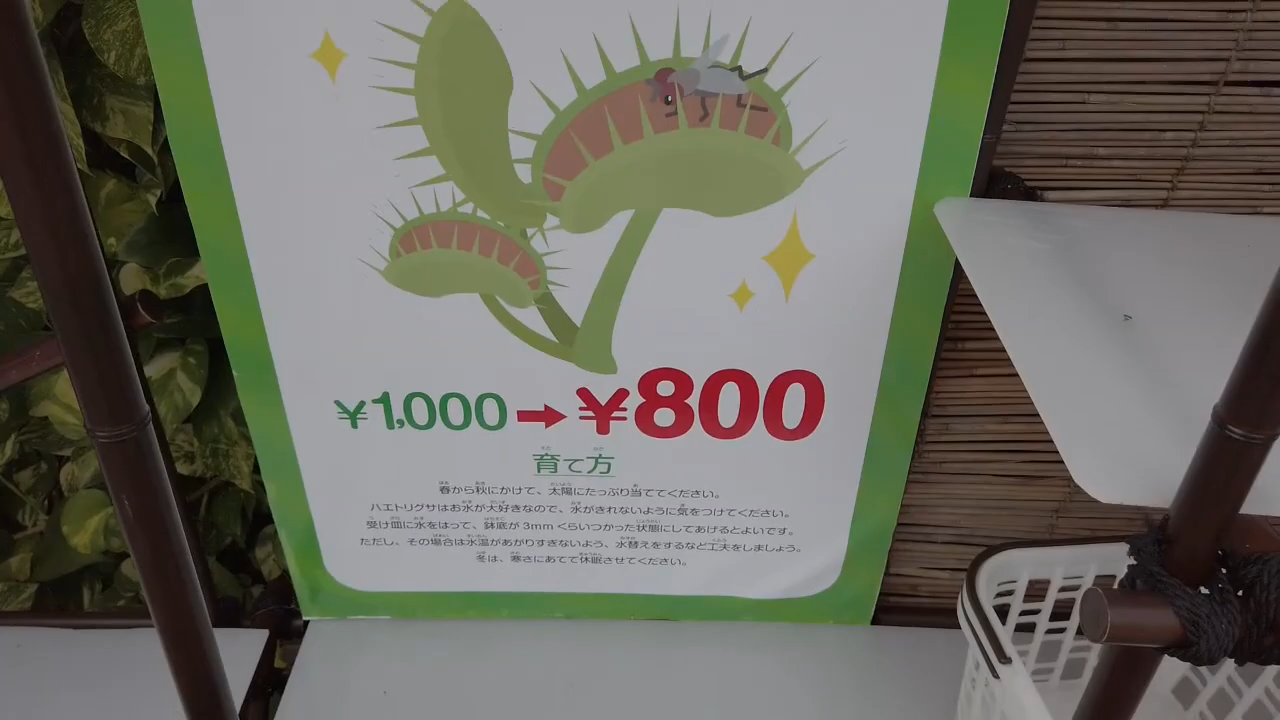 ¥1,000→¥800
育て方
春から秋にかけて、太陽にたっぷり当ててください。
ハエトリグサはお水が大好きなので、水がきれないように気をつけてください。
受け皿に水をはって、鉢底が3mmくらいつかった状態にしてあげるとよいです。
ただし、その場合は水温があがりすぎないよう、水替えをするなど工夫をしましょう。
冬は、寒さにあてて休眠させてください。